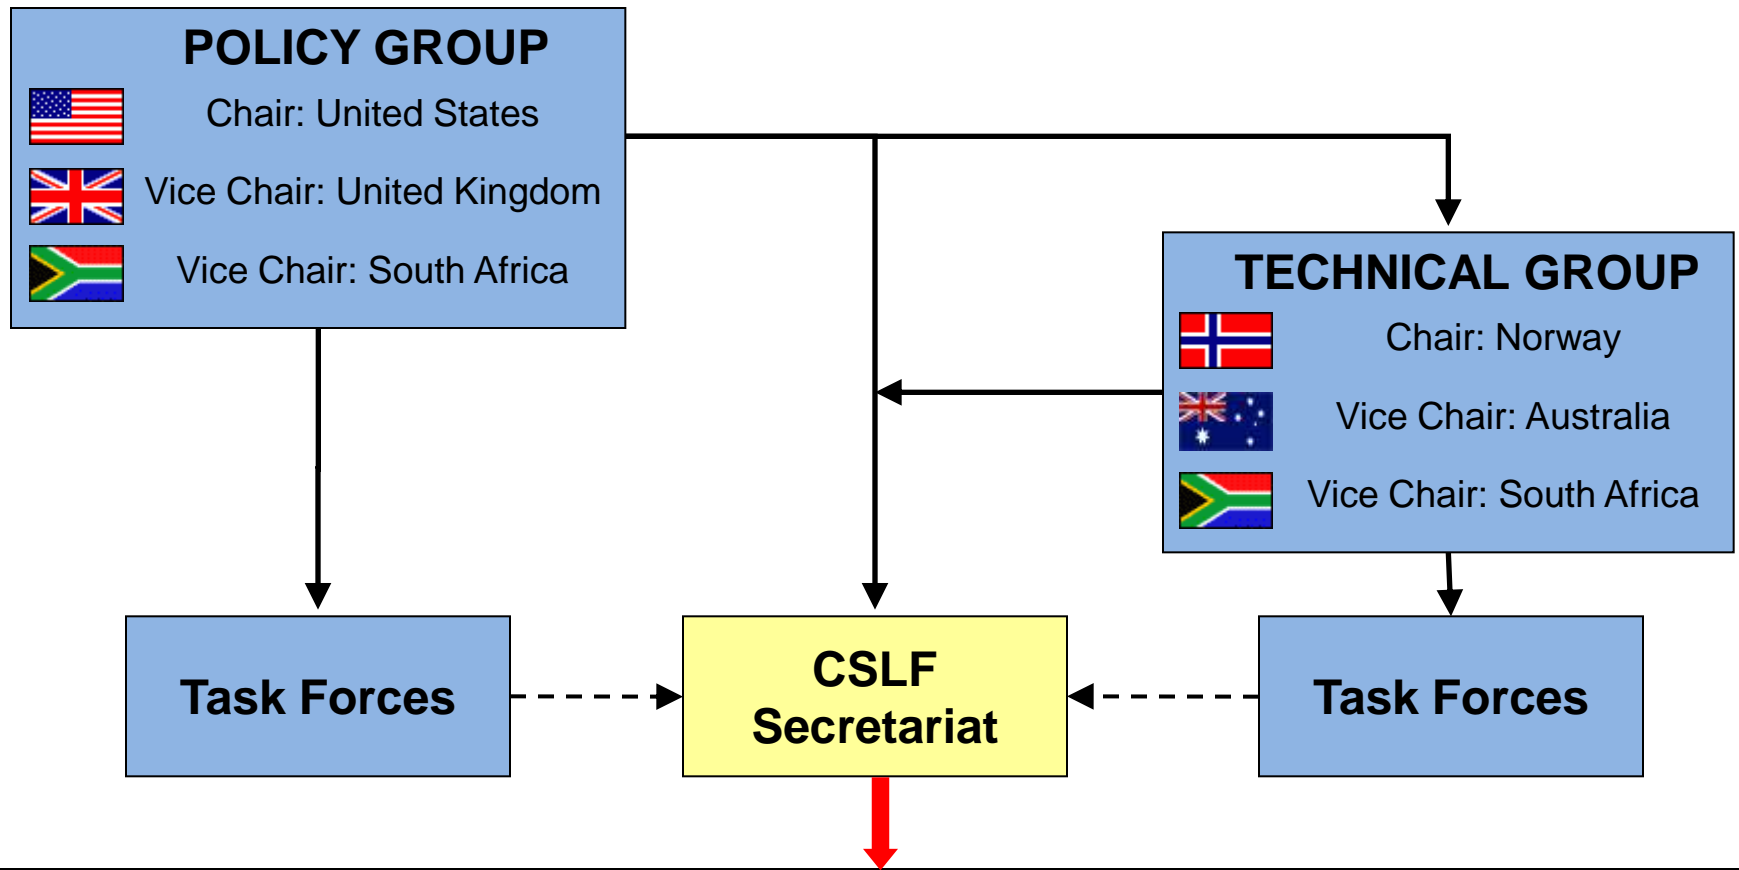 POLICY GROUP
Chair: United States
Vice Chair: United Kingdom
Vice Chair: South Africa
TECHNICAL GROUP
Chair: Norway
Vice Chair: Australia
Vice Chair: South Africa
Task Forces
CSLF
Secretariat
Task Forces